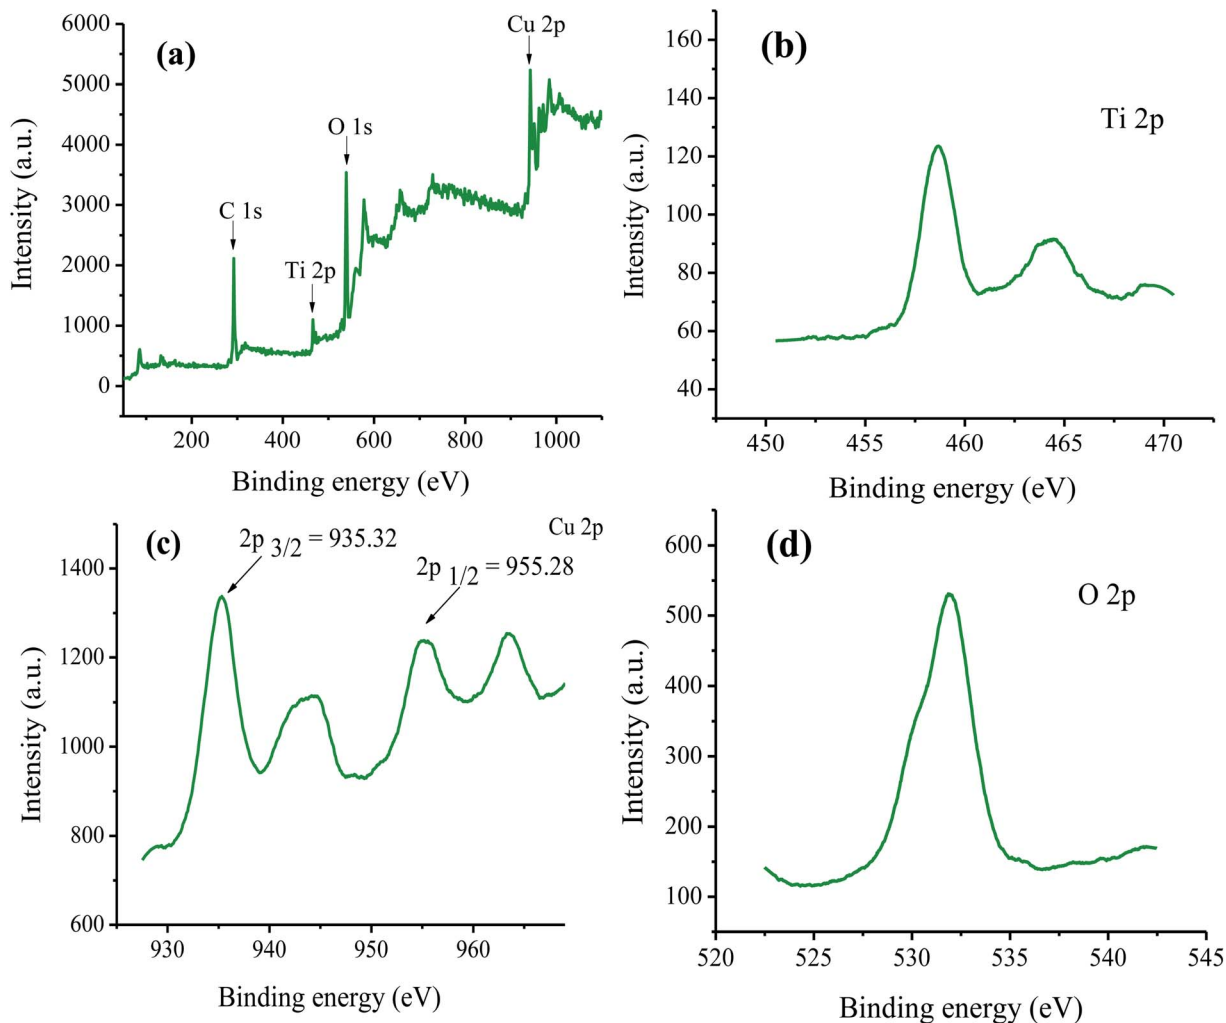 (a)
Cu 2p
O 1s
C 1s
Ti 2p
6000
5000
4000
3000
2000
1000
0
Intensity (a.u.)
200 400 600 800 1000
Binding energy (eV)
(b)
Ti 2p
160
140
120
100
80
60
40
Intensity (a.u.)
450 455 460 465 470
Binding energy (eV)
(c)
Cu 2p
2p 3/2 = 935.32
2p 1/2 = 955.28
1400
1200
1000
800
600
Intensity (a.u.)
930 940 950 960
Binding energy (eV)
(d)
O 2p
600
500
400
300
200
100
Intensity (a.u.)
520 525 530 535 540 545
Binding energy (eV)